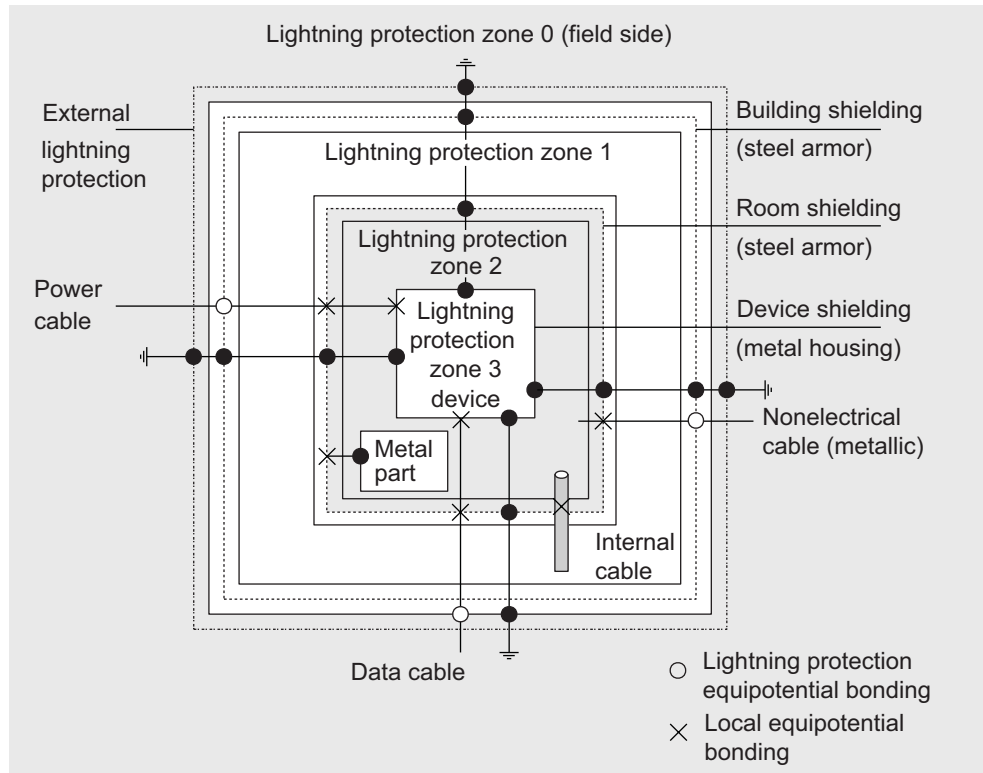 Lightning protection zone 0 (field side)
External
lightning
protection
Building shielding
(steel armor)
Lightning protection zone 1
Room shielding
(steel armor)
Lightning protection
zone 2
Power
cable
Lightning
protection
zone 3
device
Device shielding
(metal housing)
Nonelectrical
cable (metallic)
Metal
part
Internal
cable
Data cable
Lightning protection
equipotential bonding
Local equipotential
bonding